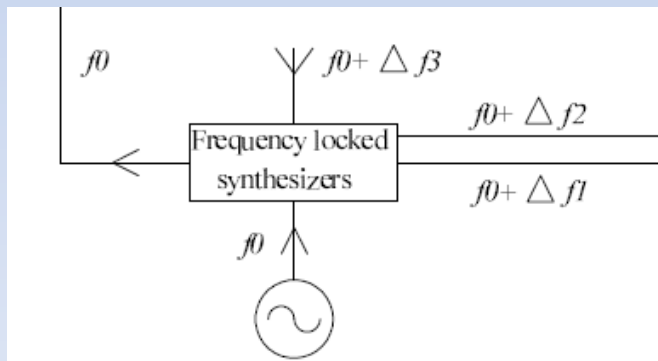 f0
f0+ △ f3
Frequency locked
synthesizers
f0+ △ f2
f0+ △ f1
f0